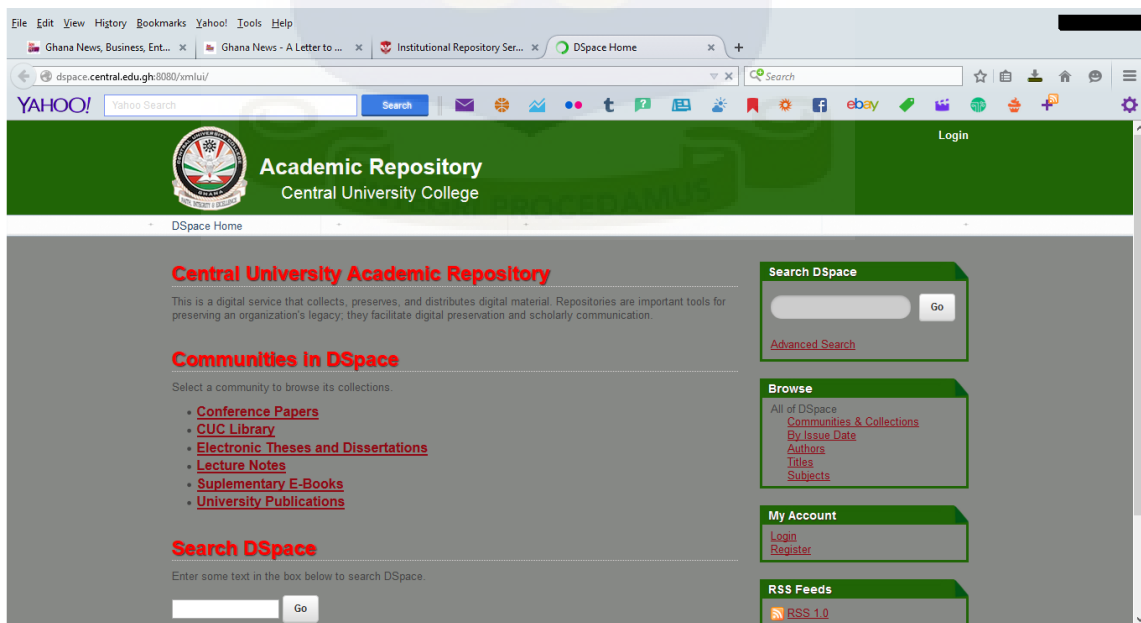 File Edit View History Bookmarks Yahoo! Tools Help
Ghana News, Business, Ent... × Ghana News - A Letter to ... × Institutional Repository Ser... × DSpace Home × +
dspace.central.edu.gh:8080/xmlui/ Search
YAHOO! Yahoo Search Search ebay
Login
Academic Repository
Central University College
INTEGRI PROCEDAMUS
DSpace Home
Central University Academic Repository
This is a digital service that collects, preserves, and distributes digital material. Repositories are important tools for
preserving an organization's legacy; they facilitate digital preservation and scholarly communication.
Communities in DSpace
Select a community to browse its collections.
Conference Papers
CUC Library
Electronic Theses and Dissertations
Lecture Notes
Suplementary E-Books
University Publications
Search DSpace
Enter some text in the box below to search DSpace.
Go
Search DSpace
Go
Advanced Search
Browse
All of DSpace
Communities & Collections
By Issue Date
Authors
Titles
Subjects
My Account
Login
Register
RSS Feeds
RSS 1.0